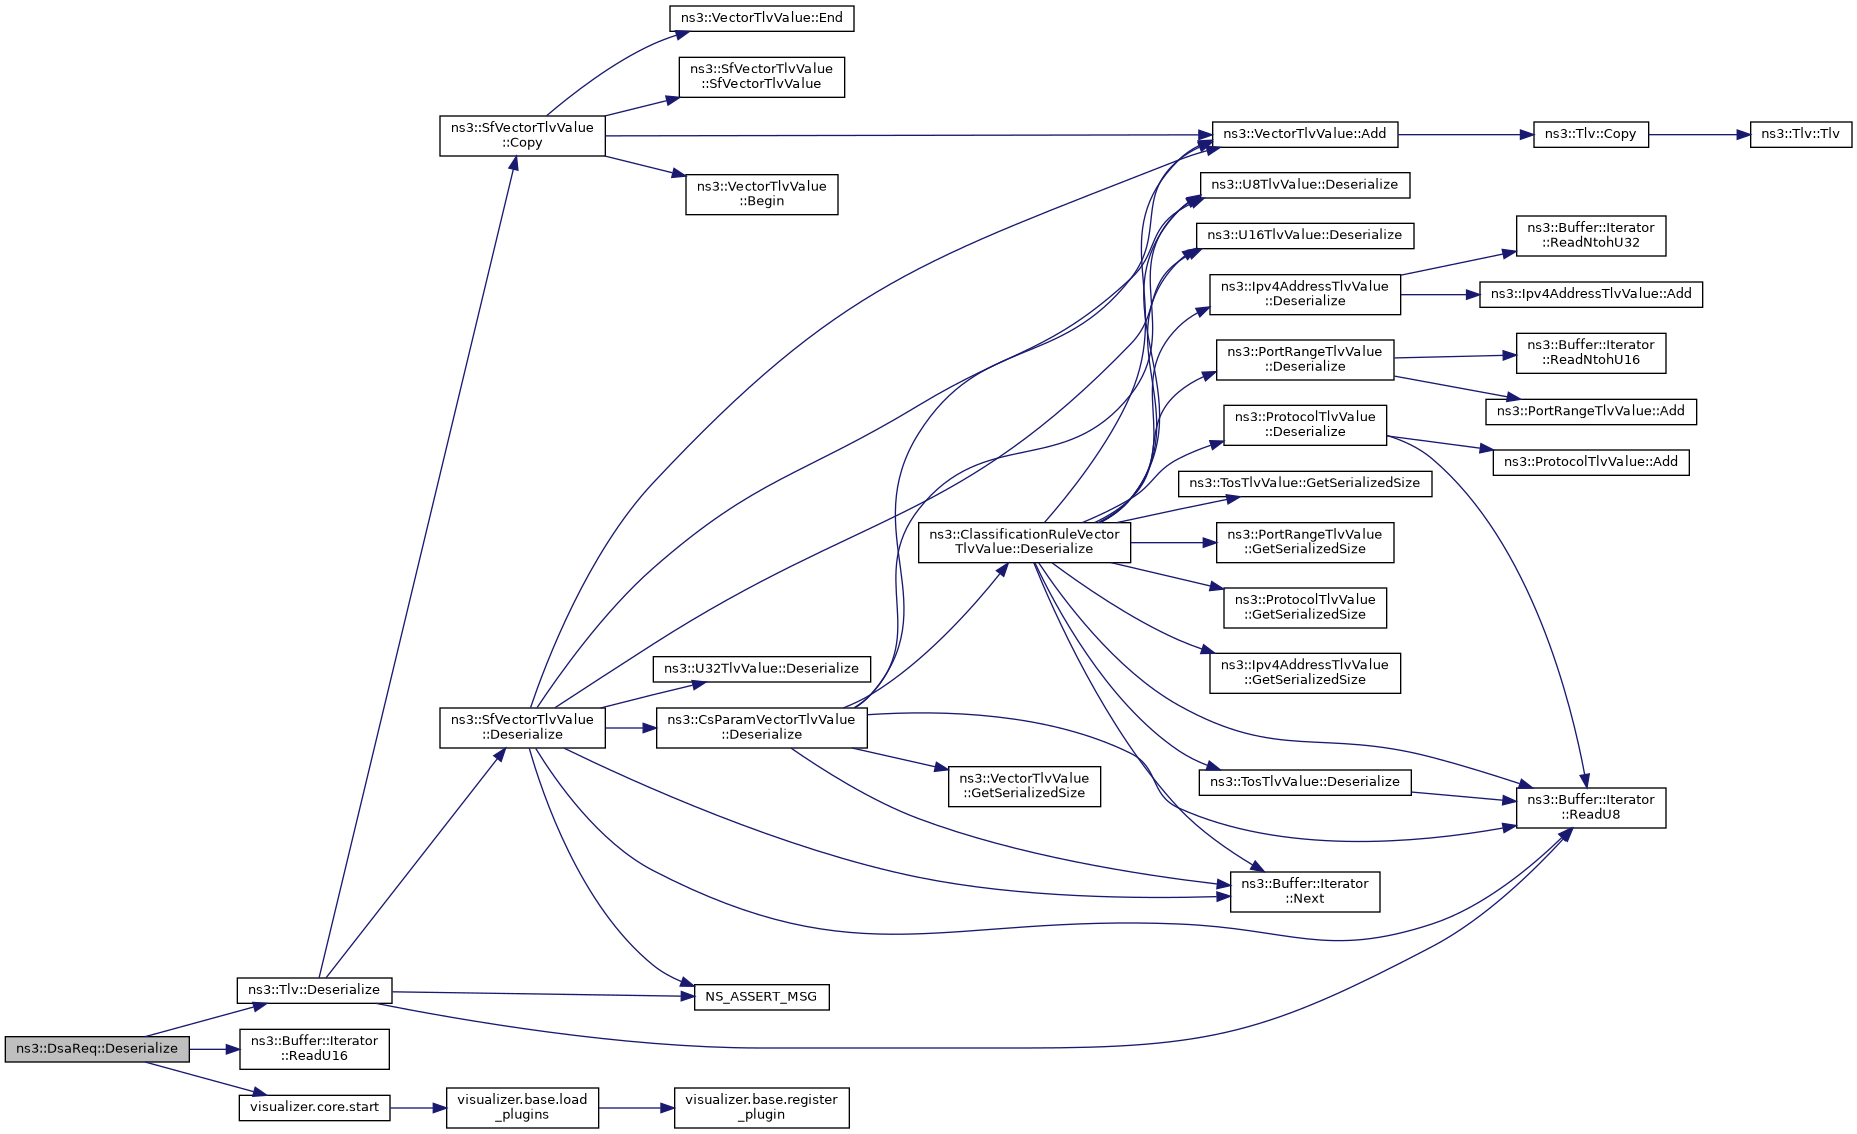 ns3::VectorTlvValue::End
ns3::SfVectorTlvValue
::SfVectorTlvValue
ns3::SfVectorTlvValue
::Copy
ns3::VectorTlvValue::Add
ns3::Tlv::Copy
ns3::Tlv::Tlv
ns3::VectorTlvValue
::Begin
ns3::U8TlvValue::Deserialize
ns3::U16TlvValue::Deserialize
ns3::Buffer::Iterator
::ReadNtohU32
ns3::Ipv4AddressTlvValue
::Deserialize
ns3::Ipv4AddressTlvValue::Add
ns3::PortRangeTlvValue
::Deserialize
ns3::Buffer::Iterator
::ReadNtohU16
ns3::PortRangeTlvValue::Add
ns3::ProtocolTlvValue
::Deserialize
ns3::ProtocolTlvValue::Add
ns3::TosTlvValue::GetSerializedSize
ns3::ClassificationRuleVector
TlvValue::Deserialize
ns3::PortRangeTlvValue
::GetSerializedSize
ns3::ProtocolTlvValue
::GetSerializedSize
ns3::Ipv4AddressTlvValue
::GetSerializedSize
ns3::U32TlvValue::Deserialize
ns3::SfVectorTlvValue
::Deserialize
ns3::CsParamVectorTlvValue
::Deserialize
ns3::VectorTlvValue
::GetSerializedSize
ns3::TosTlvValue::Deserialize
ns3::Buffer::Iterator
::ReadU8
ns3::Buffer::Iterator
::Next
ns3::Tlv::Deserialize
NS_ASSERT_MSG
ns3::DsaReq::Deserialize
ns3::Buffer::Iterator
::ReadU16
visualizer.core.start
visualizer.base.load
_plugins
visualizer.base.register
_plugin